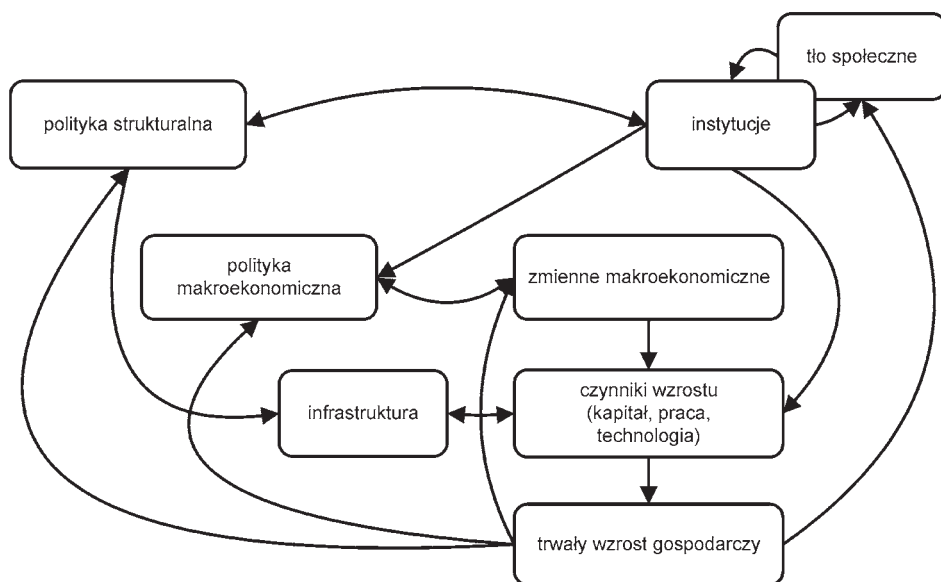 tło społeczne
polityka strukturalna
instytucje
polityka
makroekonomiczna
zmienne makroekonomiczne
infrastruktura
czynniki wzrostu
(kapitał, praca,
technologia)
trwały wzrost gospodarczy